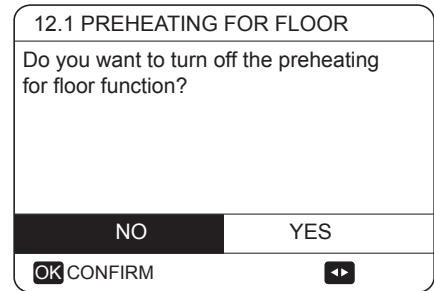 12.1 PREHEATING FOR FLOOR
Do you want to turn off the preheating
for floor function?
NO YES
OK CONFIRM